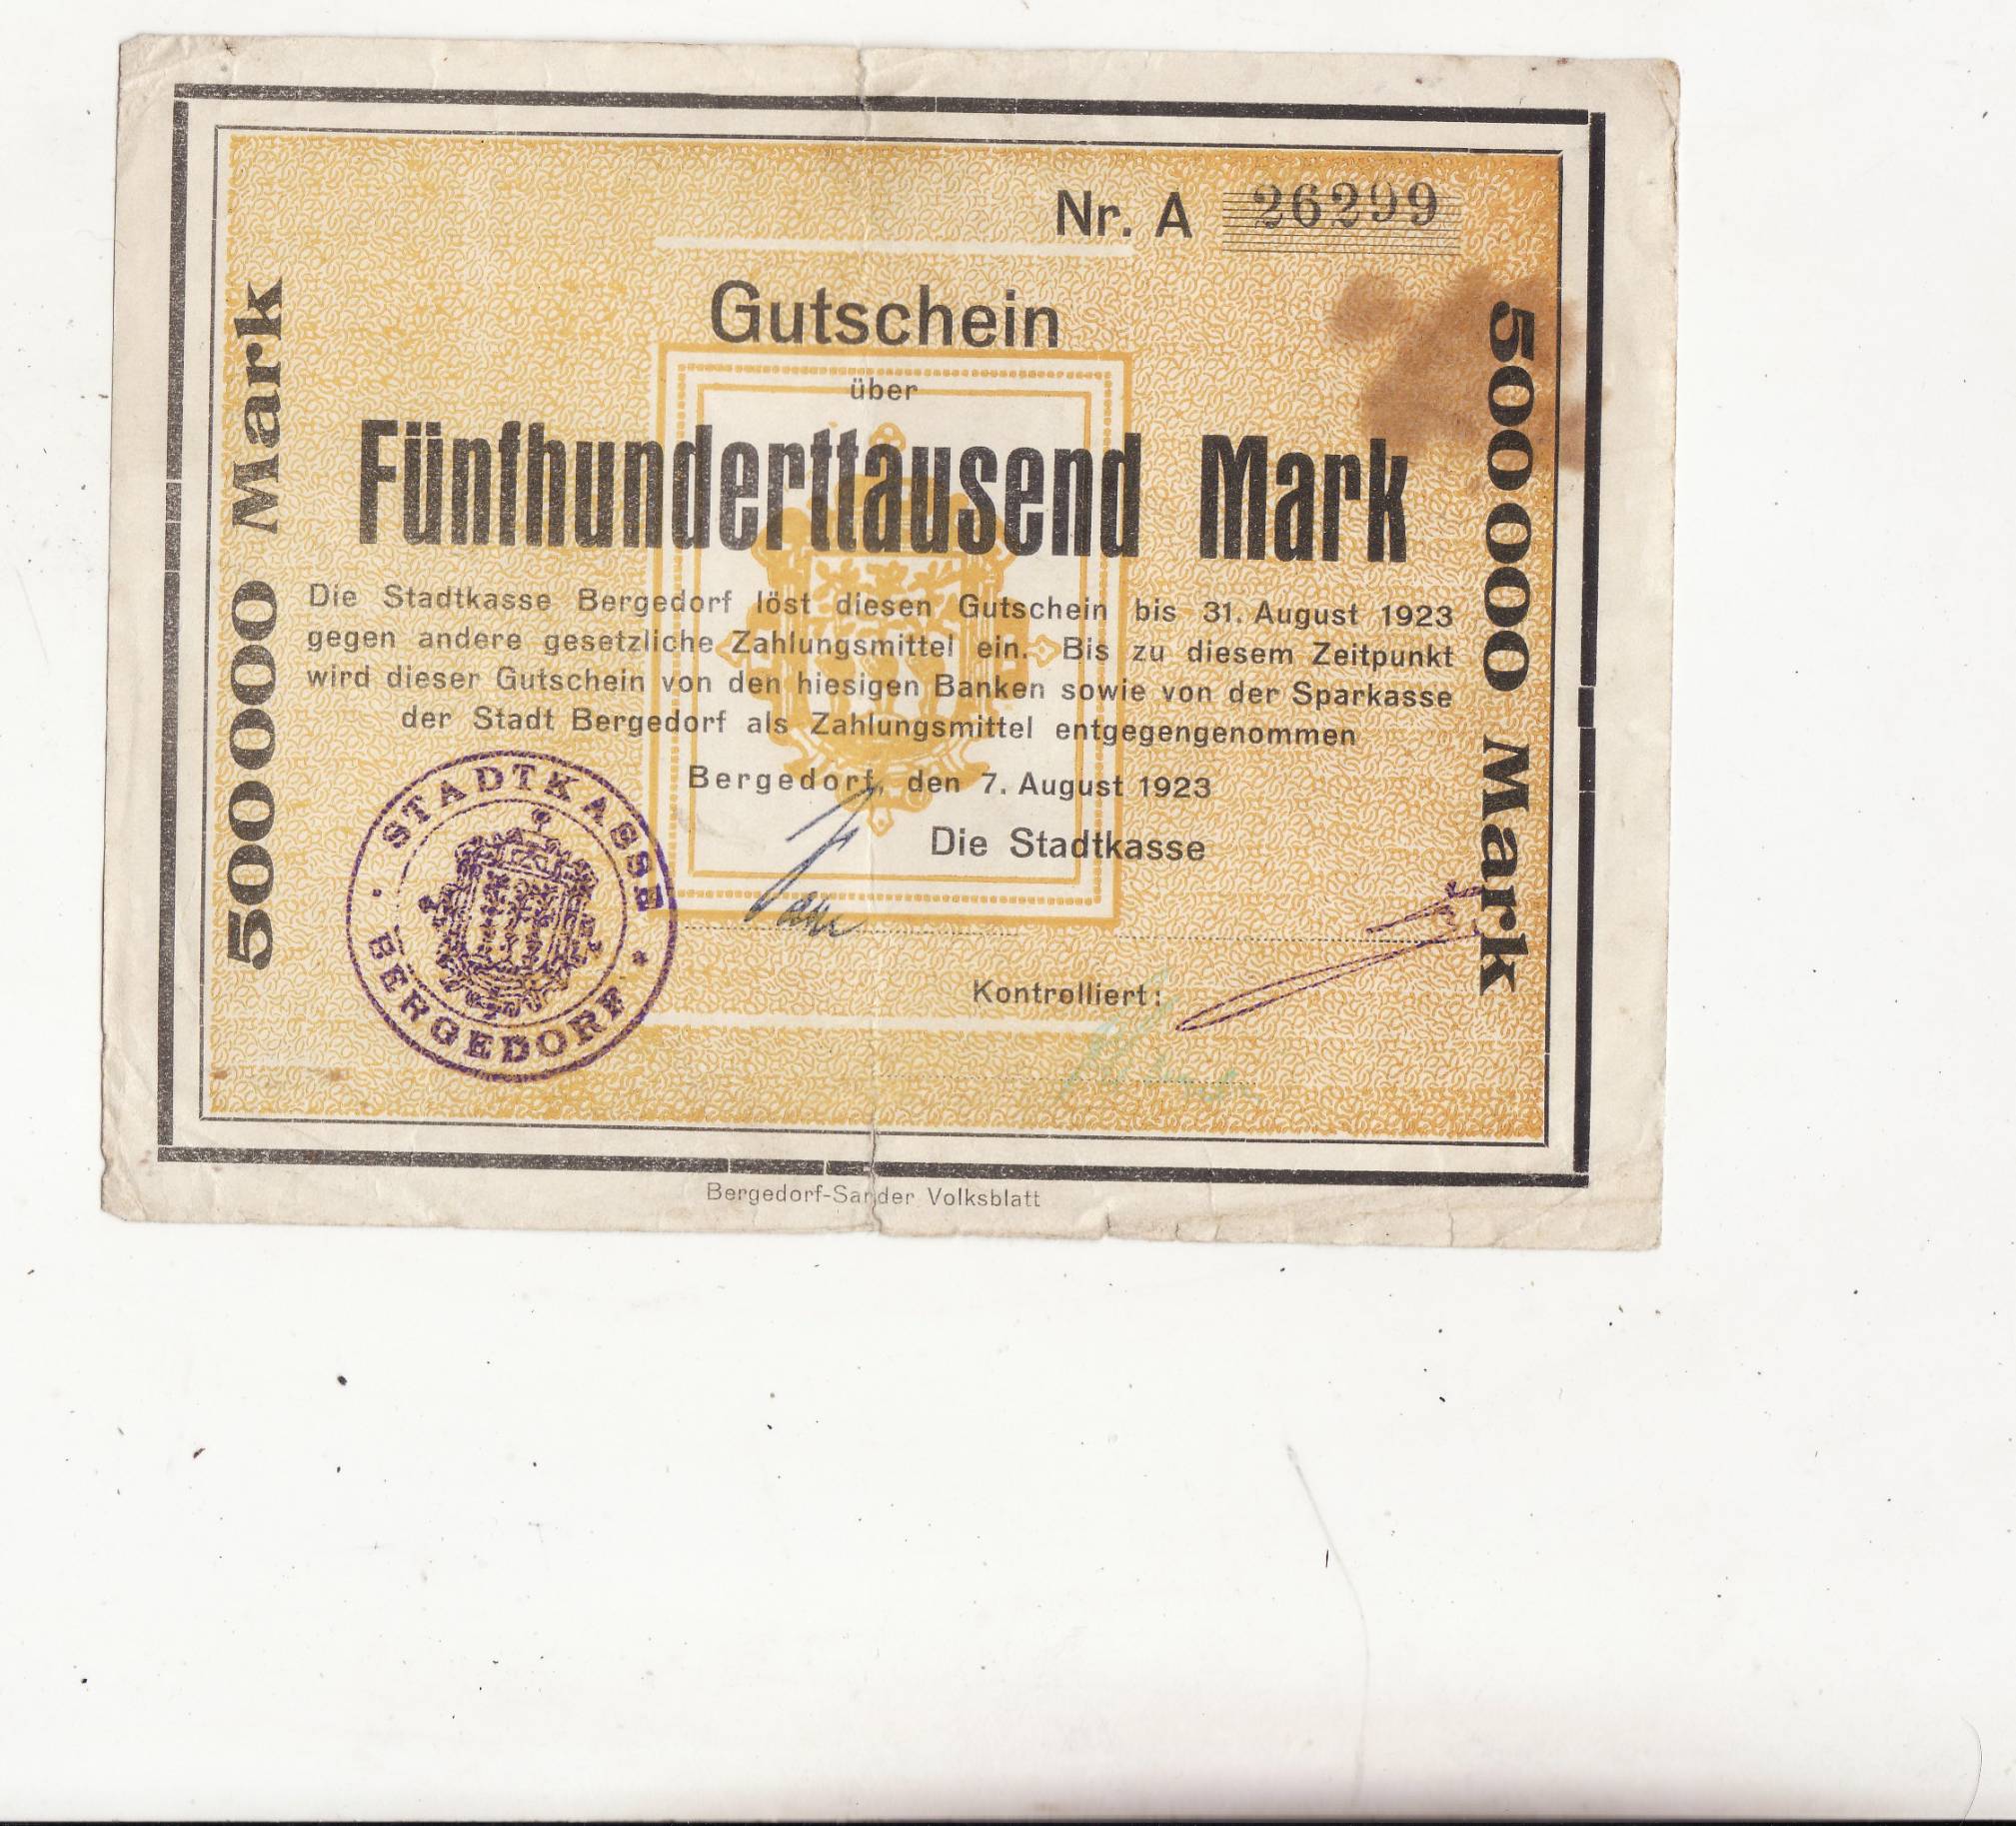 Nr. A 26299
Gutschein
über
Fünfhunderttausend Mark
Die Stadtkasse Bergedorf löst diesen Gutschein bis 31. August 1923
gegen andere gesetzliche Zahlungsmittel ein. Bis zu diesem Zeitpunkt
wird dieser Gutschein von den hiesigen Banken sowie von der Sparkasse
der Stadt Bergedorf als Zahlungsmittel entgegengenommen
Bergedorf, den 7. August 1923
Die Stadtkasse
Kontrolliert:
500000 Mark
500000 Mark
STADTKASSE
BERGEDORF
Bergedorf-Sander Volksblatt